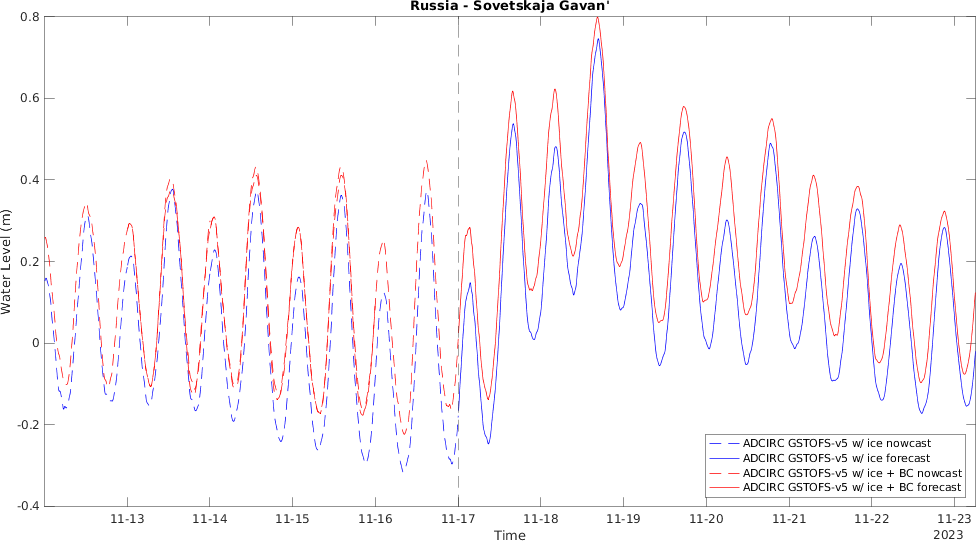 Russia - Sovetskaja Gavan'
0.8
0.6
0.4
0.2
0
-0.2
-0.4
Water Level (m)
ADCIRC GSTOFS-v5 w/ ice nowcast
ADCIRC GSTOFS-v5 w/ ice forecast
ADCIRC GSTOFS-v5 w/ ice + BC nowcast
ADCIRC GSTOFS-v5 w/ ice + BC forecast
11-13 11-14 11-15 11-16 11-17 11-18 11-19 11-20 11-21 11-22 11-23
Time
2023